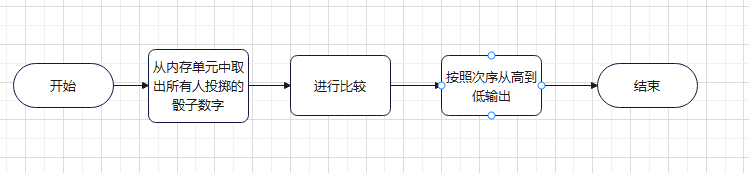 开始
从内存单元中取
出所有人投掷的
骰子数字
进行比较
按照次序从高到
低输出
结束